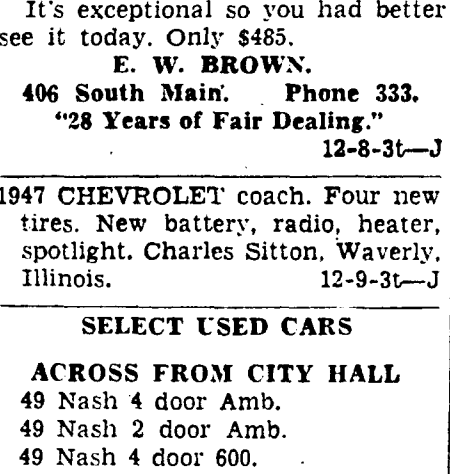 It's exceptional so you had better
see it today. Only $485.
E. W. BROWN.
406 South Main. Phone 333.
"28 Years of Fair Dealing."
12-8-3t—J
1947 CHEVROLET coach. Four new
tires. New battery, radio, heater,
spotlight. Charles Sitton, Waverly,
Illinois. 12-9-3t—J
SELECT USED CARS
ACROSS FROM CITY HALL
49 Nash 4 door Amb.
49 Nash 2 door Amb.
49 Nash 4 door 600.